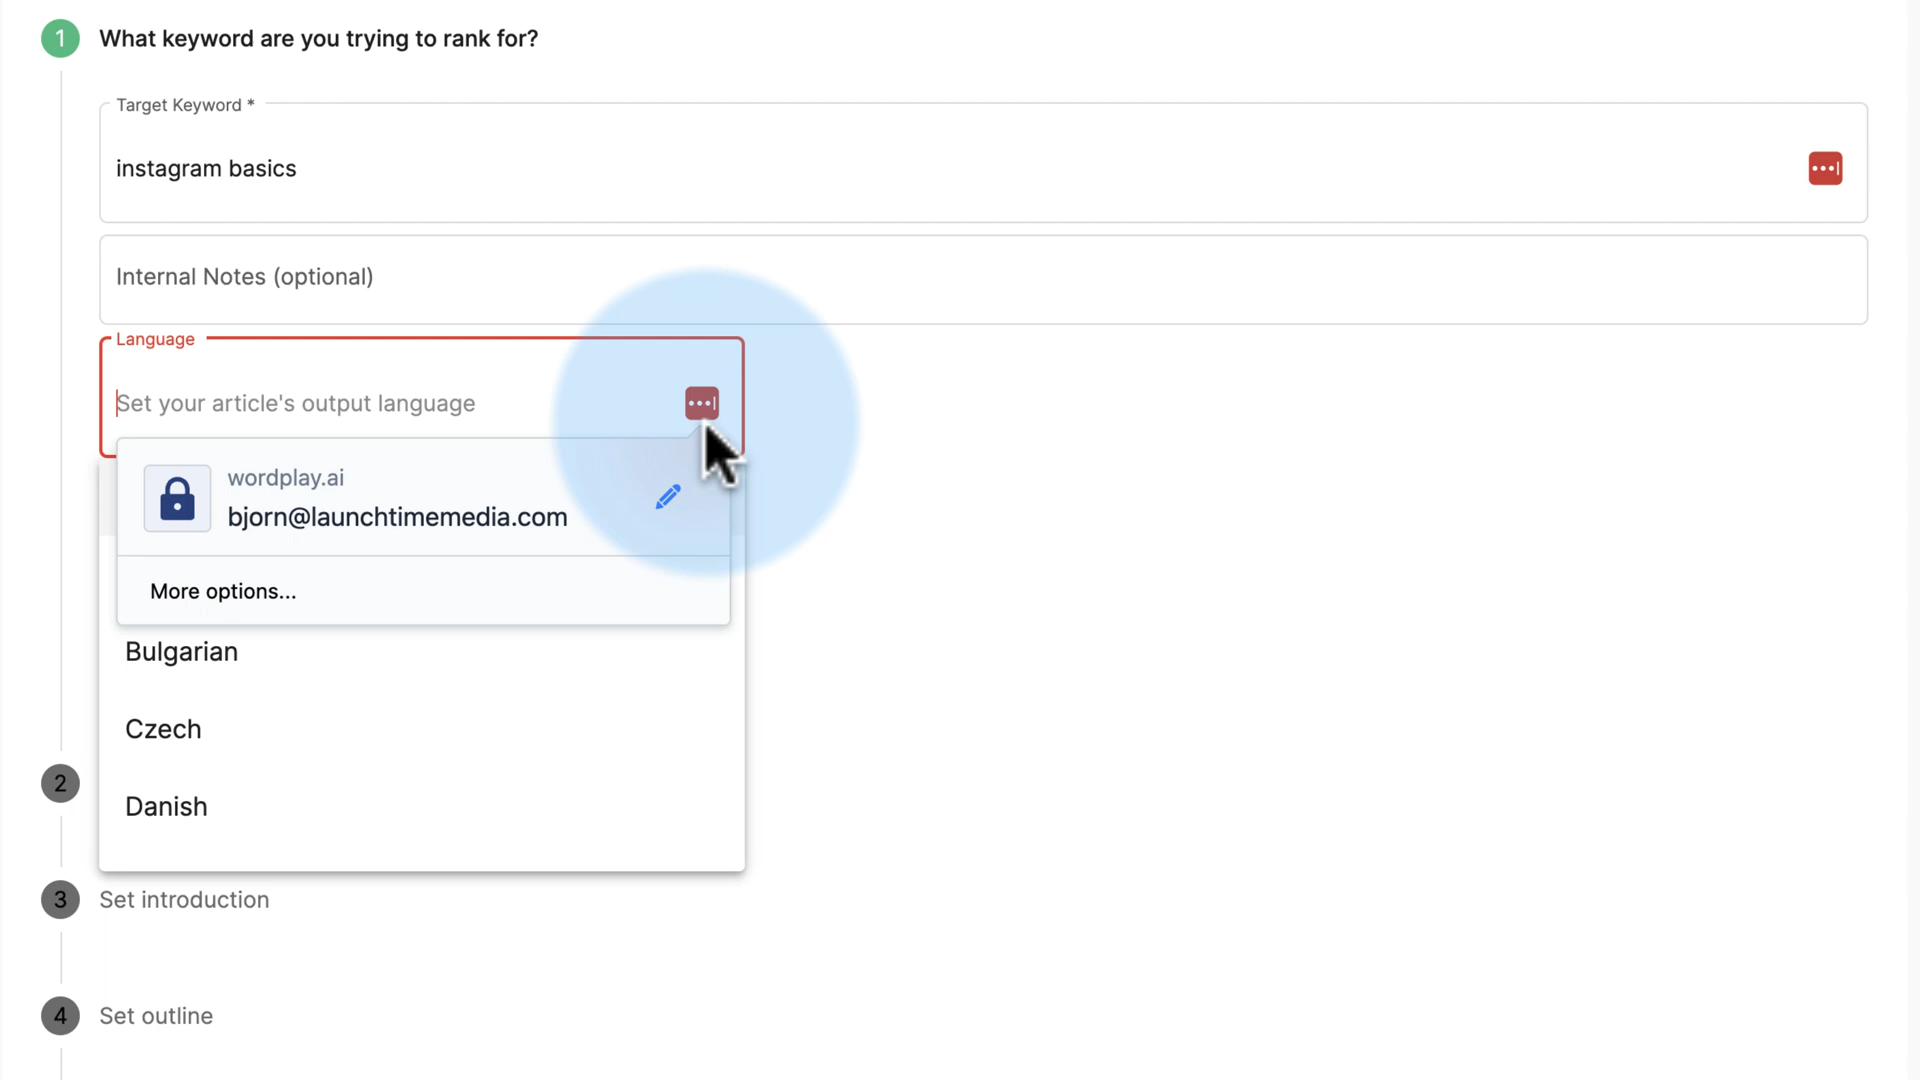 1 What keyword are you trying to rank for?
Target Keyword *
instagram basics
Internal Notes (optional)
Language
Set your article's output language
wordplay.ai
bjorn@launchtimemedia.com
More options...
Bulgarian
Czech
2
Danish
3 Set introduction
4 Set outline